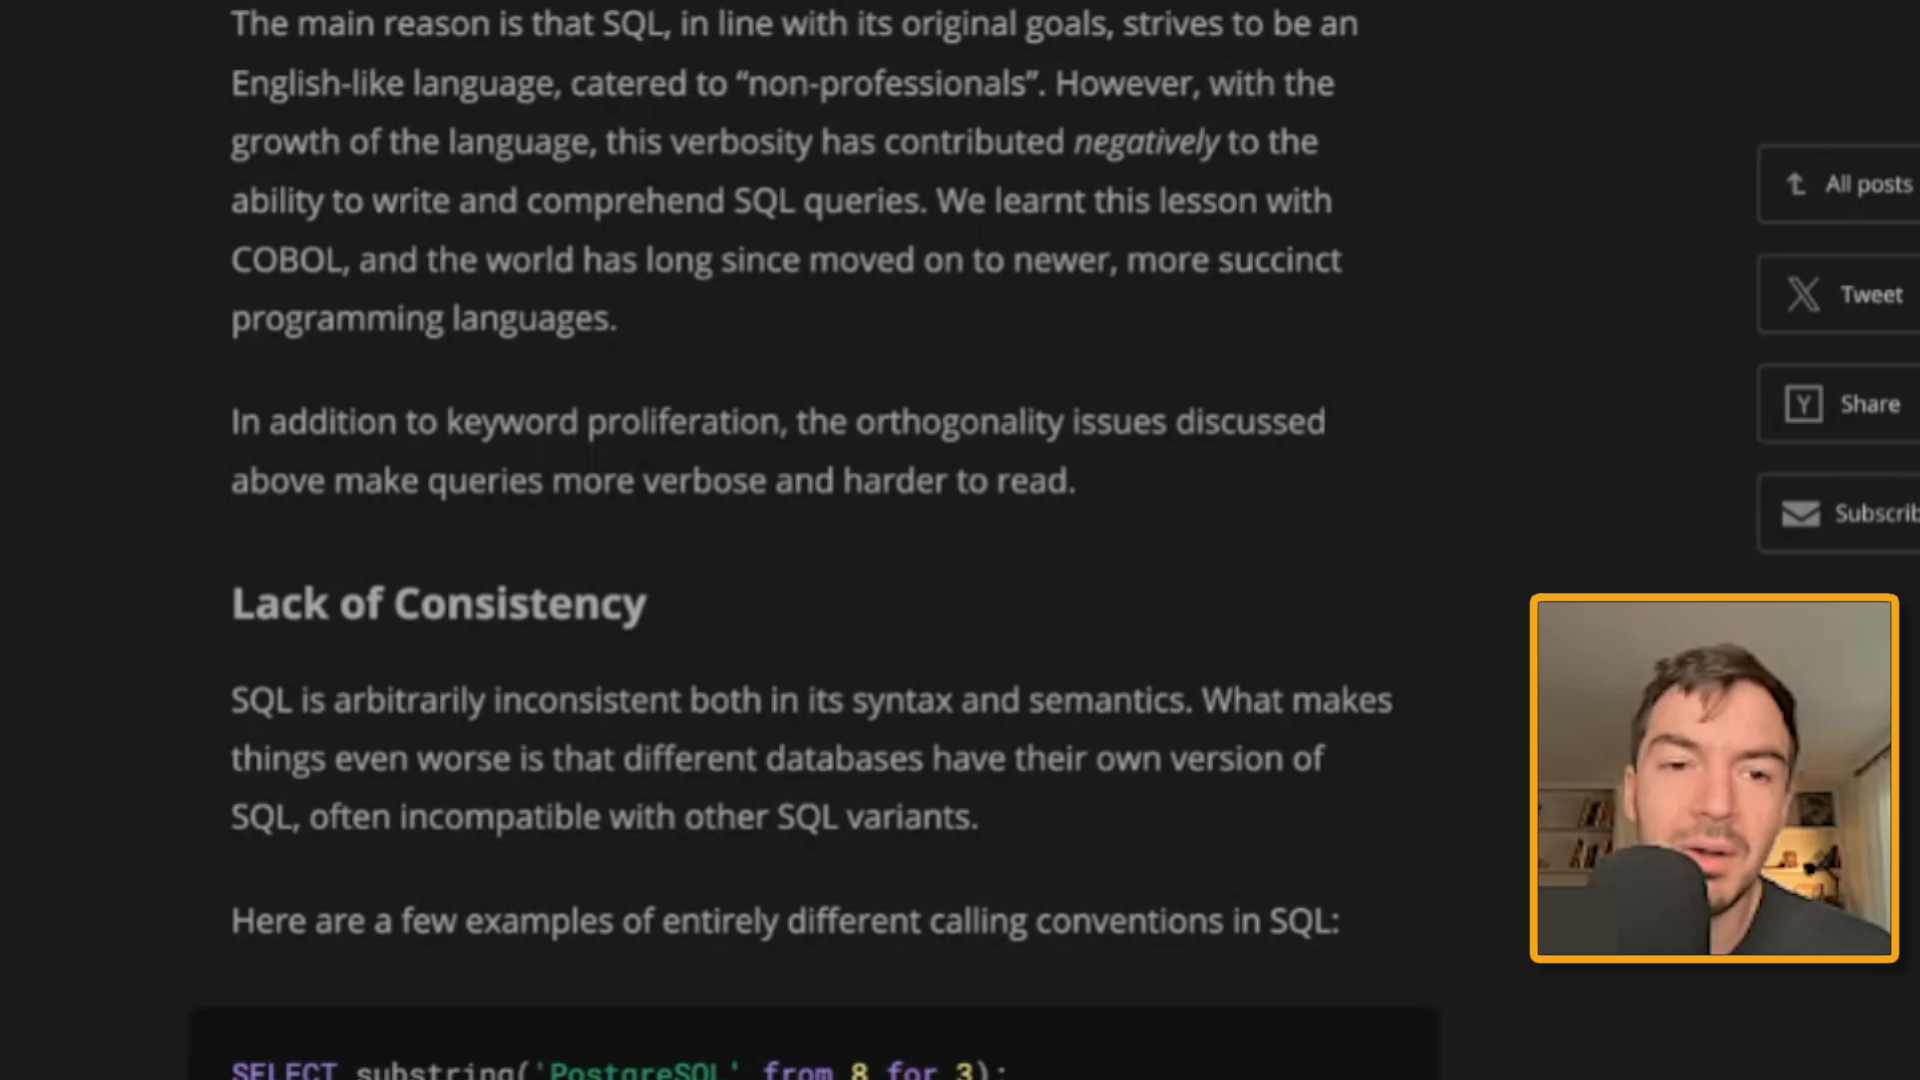 The main reason is that SQL, in line with its original goals, strives to be an
English-like language, catered to “non-professionals”. However, with the
growth of the language, this verbosity has contributed negatively to the
ability to write and comprehend SQL queries. We learnt this lesson with
COBOL, and the world has long since moved on to newer, more succinct
programming languages.
In addition to keyword proliferation, the orthogonality issues discussed
above make queries more verbose and harder to read.
Lack of Consistency
SQL is arbitrarily inconsistent both in its syntax and semantics. What makes
things even worse is that different databases have their own version of
SQL, often incompatible with other SQL variants.
Here are a few examples of entirely different calling conventions in SQL:
SELECT substring('PostgreSQL' from 8 for 3);
All posts
Tweet
Y Share
Subscrib